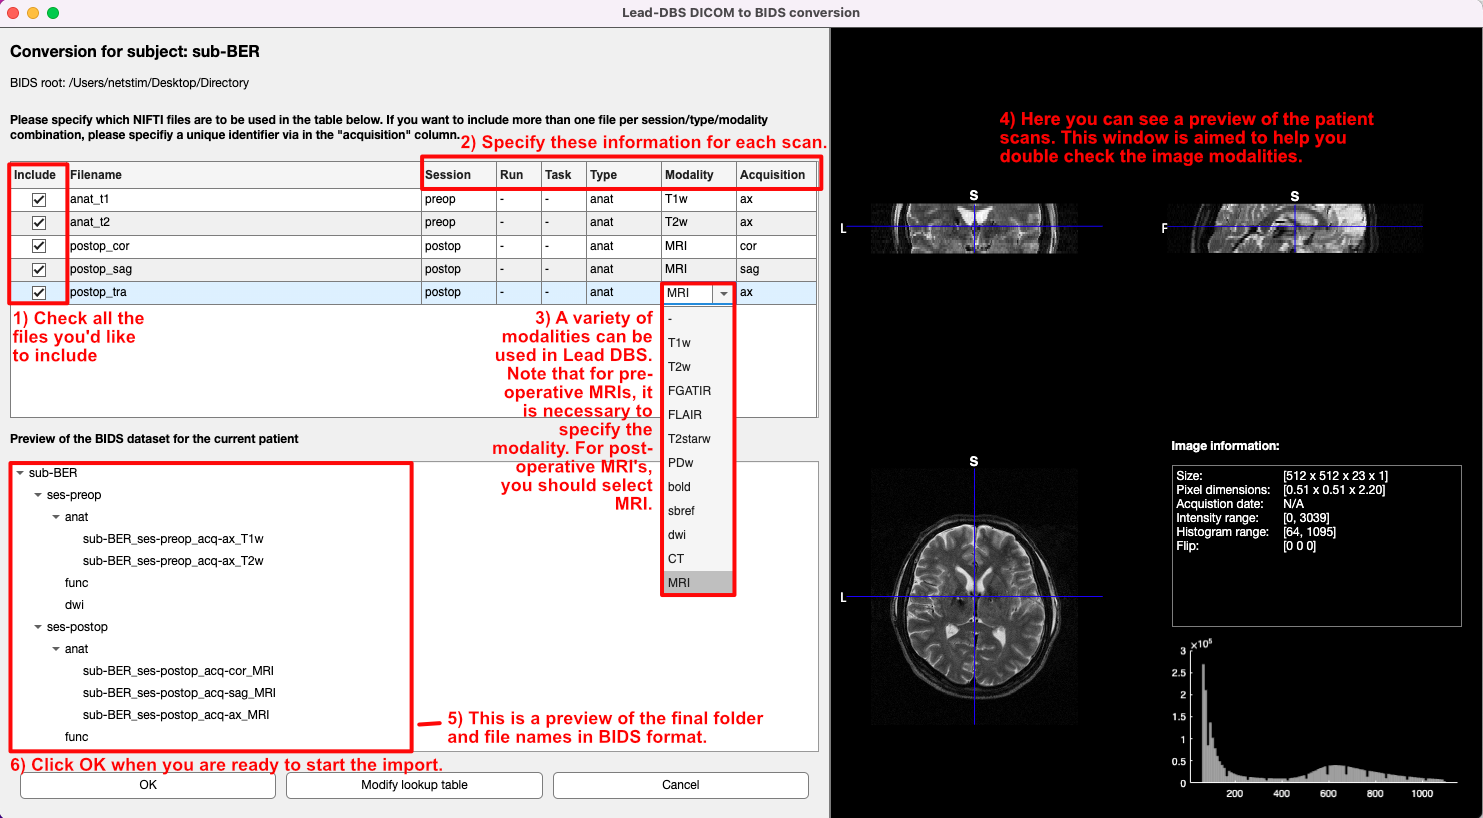 Lead-DBS DICOM to BIDS conversion
Conversion for subject: sub-BER
BIDS root: /Users/netstim/Desktop/Directory
Please specify which NIFTI files are to be used in the table below. If you want to include more than one file per session/type/modality
combination, please specifiy a unique identifier via in the "acquisition" column.
2) Specify these information for each scan.
Include Filename Session Run Task Type Modality Acquisition
anat_t1 preop - - anat T1w ax
anat_t2 preop - - anat T2w ax
postop_cor postop - - anat MRI cor
postop_sag postop - - anat MRI sag
postop_tra postop - - anat MRI ax
1) Check all the
files you'd like
to include
3) A variety of
modalities can be
used in Lead DBS.
Note that for pre-
operative MRIs, it
is necessary to
specify the
modality. For post-
operative MRI's,
you should select
MRI.
-
T1w
T2w
FGATIR
FLAIR
T2starw
PDw
bold
sbref
dwi
CT
MRI
Preview of the BIDS dataset for the current patient
sub-BER
ses-preop
anat
sub-BER_ses-preop_acq-ax_T1w
sub-BER_ses-preop_acq-ax_T2w
func
dwi
ses-postop
anat
sub-BER_ses-postop_acq-cor_MRI
sub-BER_ses-postop_acq-sag_MRI
sub-BER_ses-postop_acq-ax_MRI
func
5) This is a preview of the final folder
and file names in BIDS format.
6) Click OK when you are ready to start the import.
OK Modify lookup table Cancel
4) Here you can see a preview of the patient
scans. This window is aimed to help you
double check the image modalities.
S
L
S
S
L
Image information:
Size: [512 x 512 x 23 x 1]
Pixel dimensions: [0.51 x 0.51 x 2.20]
Acquistion date: N/A
Intensity range: [0, 3039]
Histogram range: [64, 1095]
Flip: [0 0 0]
3
2.5
2
1.5
1
0.5
0
200 400 600 800 1000